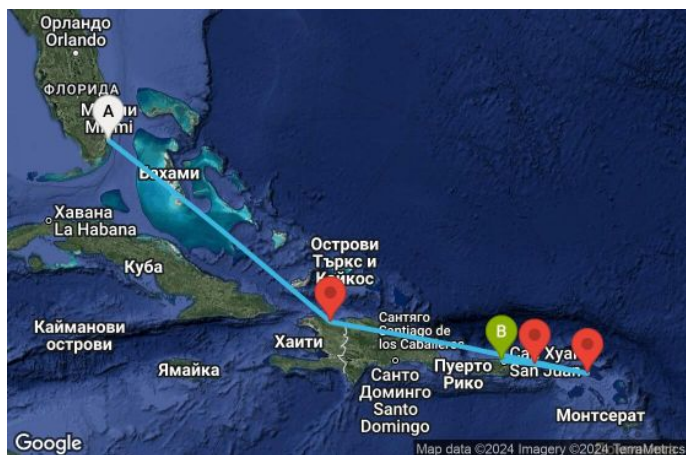 Орландо
Orlando
ФЛОРИДА
A
Miami
Бахами
Хавана
La Habana
Куба
Острови
Търкс и
Кайкос
Кайманови
острови
Ямайка
Хаити
Сантяго
Santiago de
los Caballeros
Санто
Доминго
Santo
Domingo
B
Пуерто
Рико
San Juan
Монтсерат
Google
Map data ©2024 Imagery ©2024 TerraMetrics